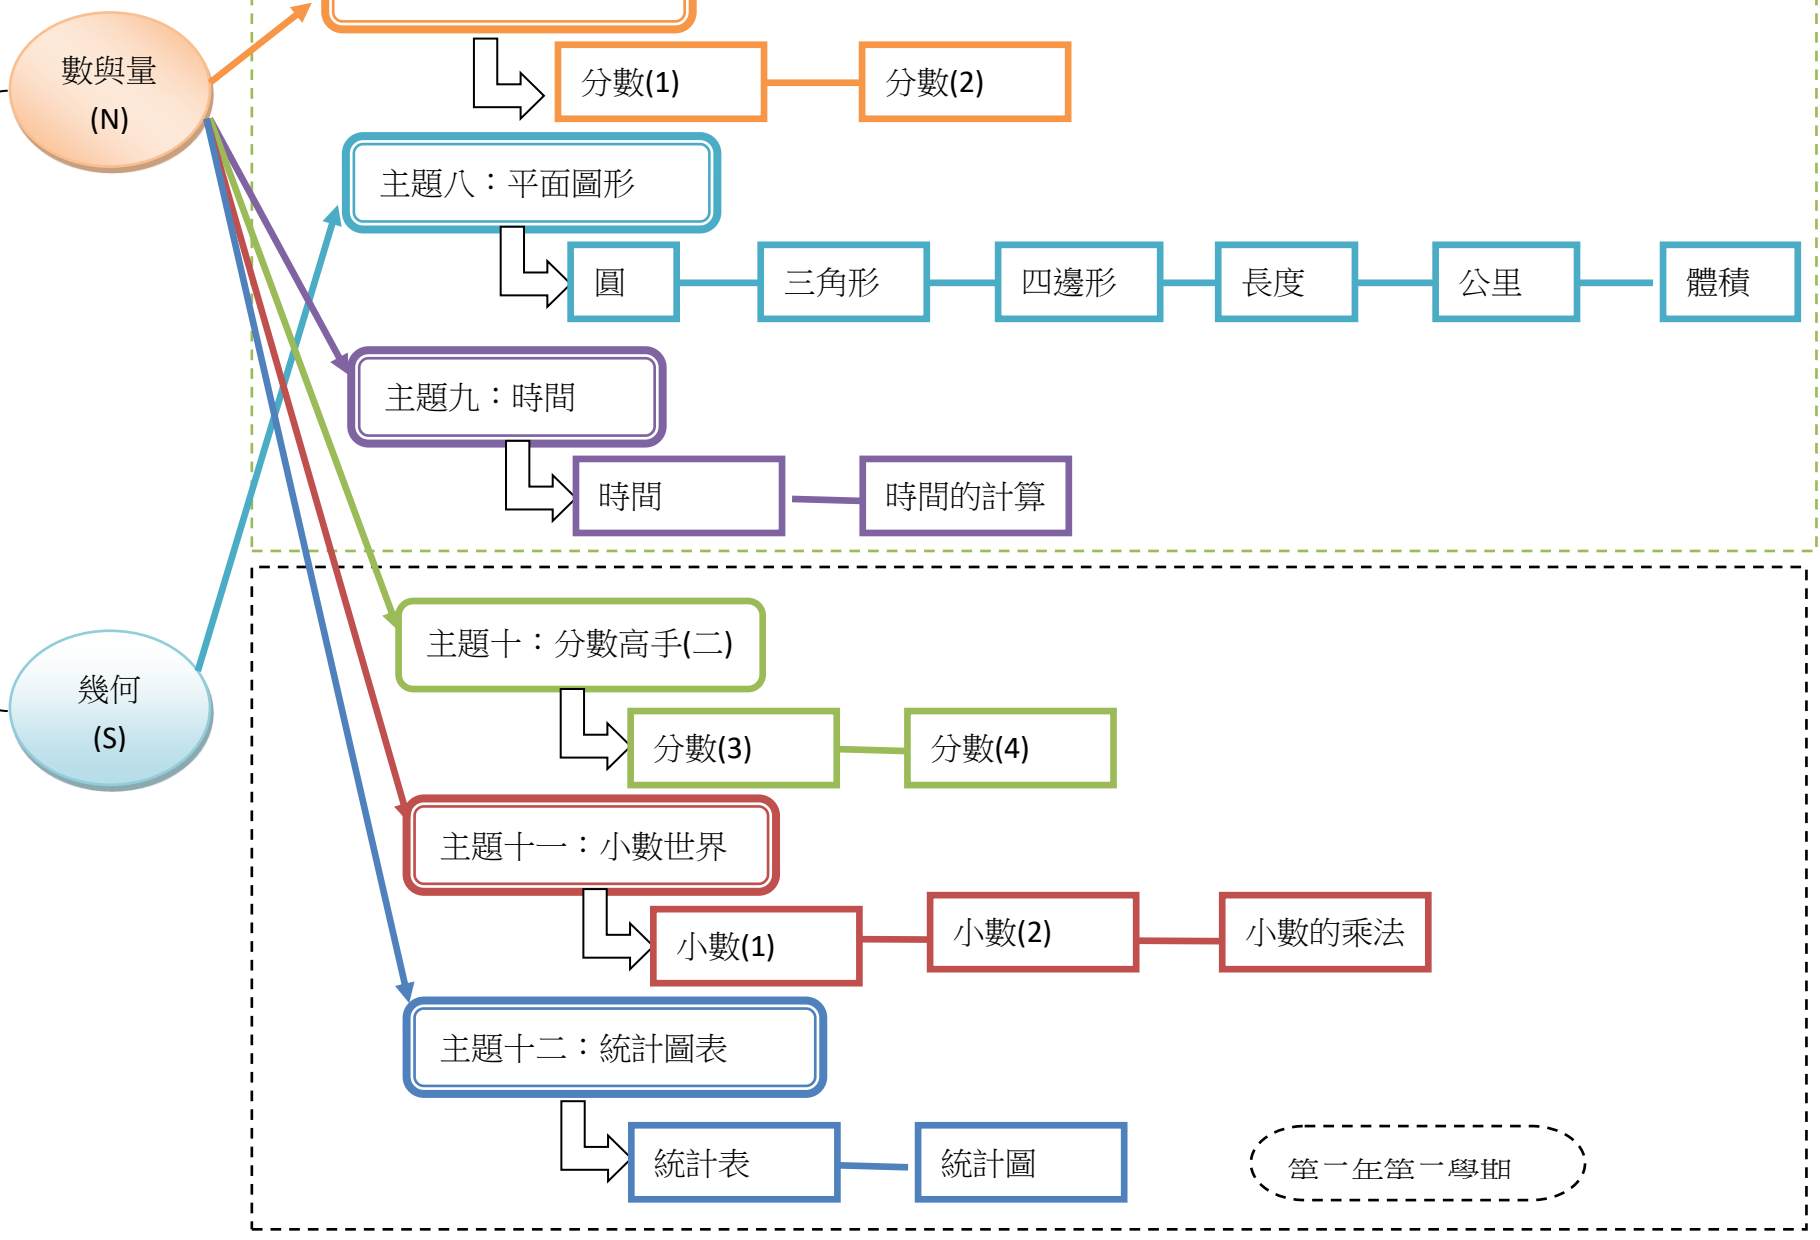 數與量
(N)
分數(1)
分數(2)
主題八：平面圖形
圓
三角形
四邊形
長度
公里
體積
主題九：時間
時間
時間的計算
主題十：分數高手(二)
幾何
(S)
分數(3)
分數(4)
主題十一：小數世界
小數(1)
小數(2)
小數的乘法
主題十二：統計圖表
統計表
統計圖